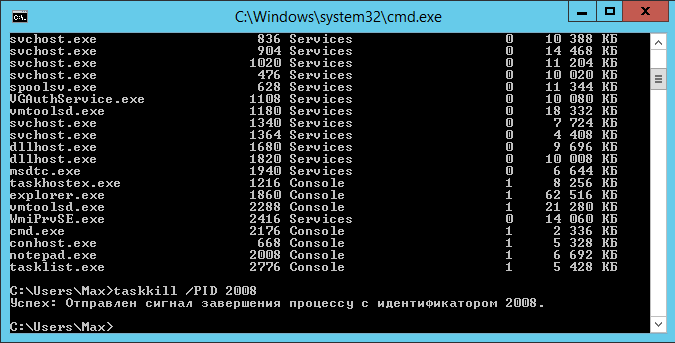 C:\Windows\system32\cmd.exe
svchost.exe 836 Services 0 10 388 КБ
svchost.exe 904 Services 0 14 468 КБ
svchost.exe 1020 Services 0 11 204 КБ
svchost.exe 476 Services 0 10 020 КБ
spoolsv.exe 628 Services 0 11 344 КБ
VGAuthService.exe 1108 Services 0 10 080 КБ
vmtoolsd.exe 1180 Services 0 18 332 КБ
svchost.exe 1340 Services 0 7 724 КБ
svchost.exe 1364 Services 0 4 408 КБ
dllhost.exe 1680 Services 0 9 696 КБ
dllhost.exe 1820 Services 0 10 008 КБ
msdtc.exe 1940 Services 0 6 644 КБ
taskhostex.exe 1216 Console 1 8 256 КБ
explorer.exe 1860 Console 1 62 516 КБ
vmtoolsd.exe 2288 Console 1 21 280 КБ
WmiPrvSE.exe 2416 Services 0 14 060 КБ
cmd.exe 2176 Console 1 2 336 КБ
conhost.exe 668 Console 1 5 328 КБ
notepad.exe 2008 Console 1 6 692 КБ
tasklist.exe 2776 Console 1 5 428 КБ
C:\Users\Max>taskkill /PID 2008
Успех: Отправлен сигнал завершения процессу с идентификатором 2008.
C:\Users\Max>